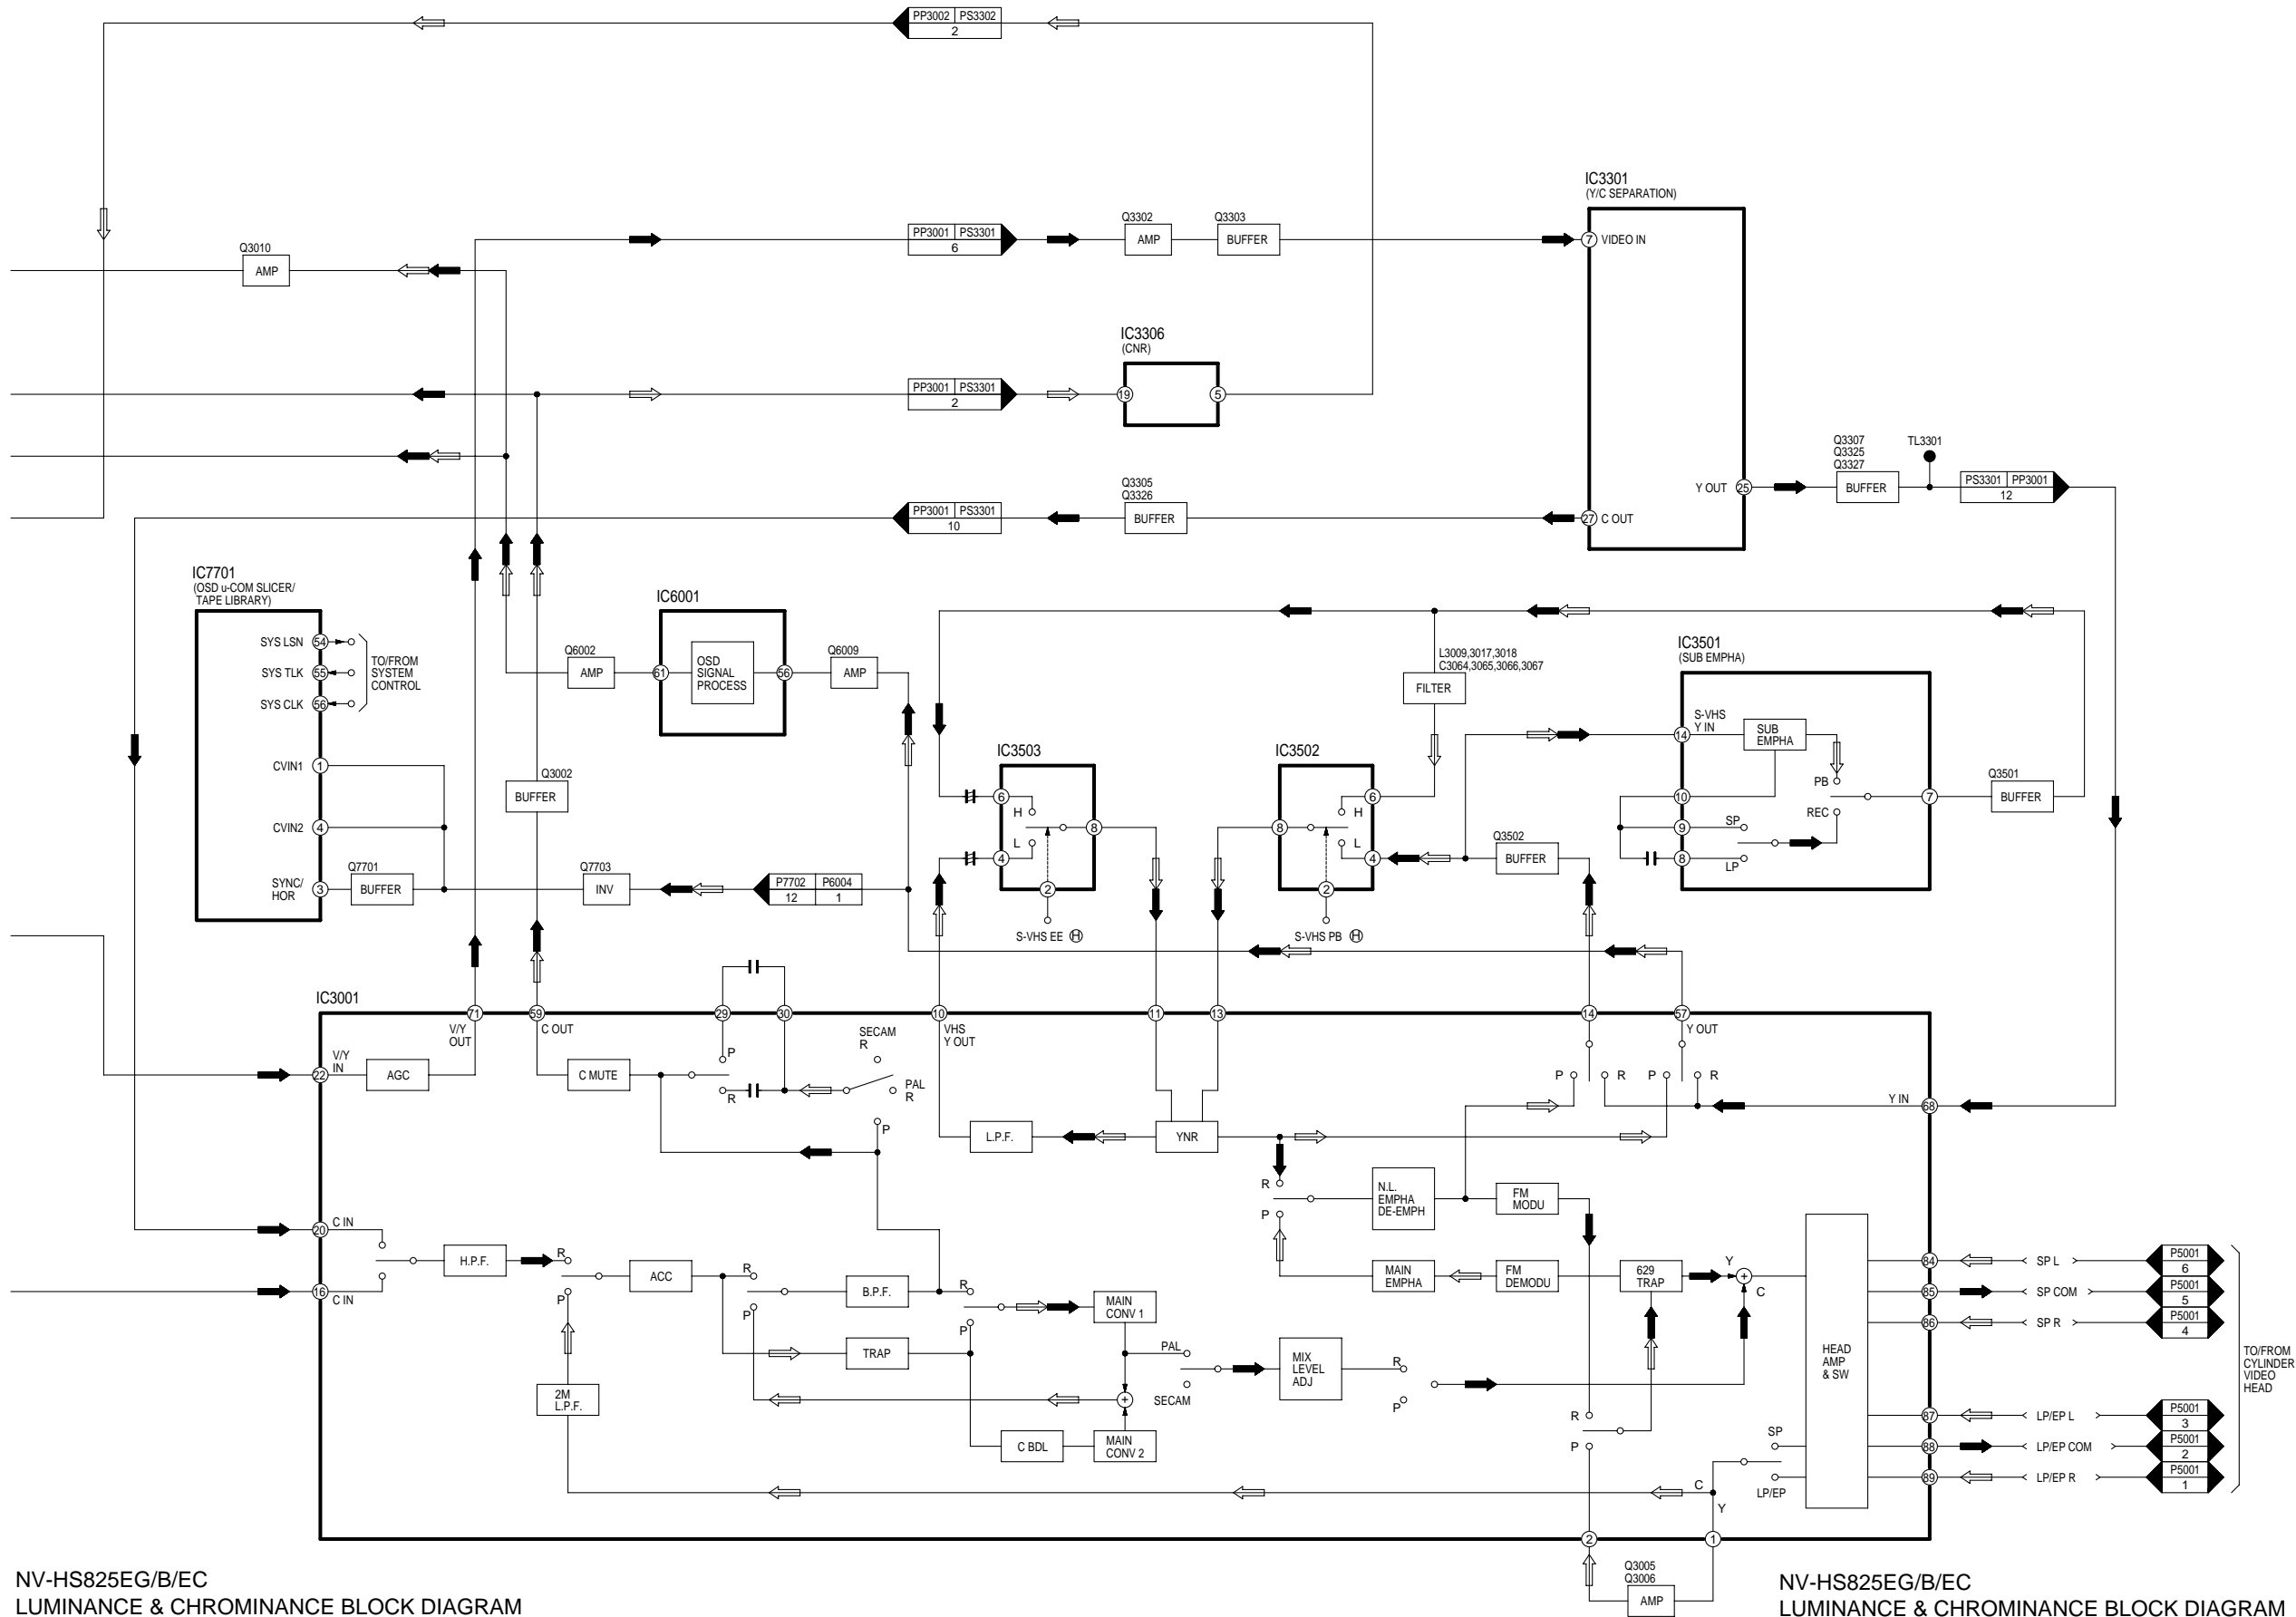 PP3002 PS3302
2
IC3301
(Y/C SEPARATION)
Q3010
AMP
PP3001 PS3301
6
Q3302
AMP
Q3303
BUFFER
7 VIDEO IN
IC3306
(CNR)
PP3001 PS3301
2
19
5
Q3307
Q3325
Q3327
BUFFER
TL3301
Y OUT 25
PS3301 PP3001
12
PP3001 PS3301
10
Q3305
Q3326
BUFFER
27 C OUT
IC7701
(OSD u-COM SLICER/
TAPE LIBRARY)
SYS LSN 54
SYS TLK 55
SYS CLK 56
TO/FROM
SYSTEM
CONTROL
CVIN1 1
CVIN2 4
SYNC/
HOR
3
Q7701
BUFFER
Q7703
INV
P7702 P6004
12 1
IC6001
Q6002
AMP
61
OSD
SIGNAL
PROCESS
56
Q6009
AMP
Q3002
BUFFER
L3009,3017,3018
C3064,3065,3066,3067
FILTER
IC3503
6
H
L
4
8
2
S-VHS EE H
IC3502
6
H
L
4
8
2
S-VHS PB H
Q3502
BUFFER
IC3501
(SUB EMPHA)
S-VHS
Y IN
14
SUB
EMPHA
PB
REC
10
9
8
SP
LP
7
Q3501
BUFFER
IC3001
71
V/Y
OUT
59
C OUT
29
30
10
VHS
Y OUT
11
13
14
57
Y OUT
V/Y
IN
22
AGC
C MUTE
P
R
SECAM
R
PAL
R
P
L.P.F.
YNR
P R P R
Y IN 68
R
P
N.L.
EMPHA
DE-EMPH
FM
MODU
20 C IN
16 C IN
H.P.F.
R
P
ACC
R
P
B.P.F.
TRAP
R
P
MAIN
CONV 1
MAIN
EMPHA
FM
DEMODU
629
TRAP
Y
+
C
2M
L.P.F.
C BDL
MAIN
CONV 2
+
PAL
SECAM
MIX
LEVEL
ADJ
R
P
R
P
HEAD
AMP
& SW
SP
LP/EP
C
Y
84 SP L P5001
6
85 SP COM P5001
5
86 SP R P5001
4
87 LP/EP L P5001
3
88 LP/EP COM P5001
2
89 LP/EP R P5001
1
TO/FROM
CYLINDER
VIDEO
HEAD
2
1
Q3005
Q3006
AMP
NV-HS825EG/B/EC
LUMINANCE & CHROMINANCE BLOCK DIAGRAM
NV-HS825EG/B/EC
LUMINANCE & CHROMINANCE BLOCK DIAGRAM